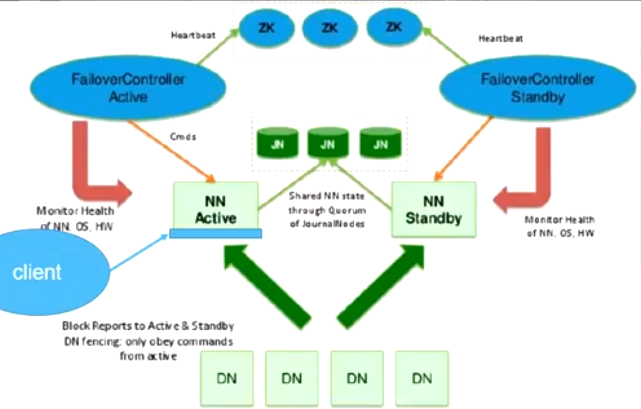 ZK ZK ZK
Heartbeat
Heartbeat
FailoverController
Active
FailoverController
Standby
Cmds
JN JN JN
NN
Active
Shared NN state
through Quorum
of JournalNodes
NN
Standby
Monitor Health
of NN. OS, HW
Monitor Health
of NN. OS, HW
client
Block Reports to Active & Standby
DN fencing: only obey commands
from active
DN DN DN DN